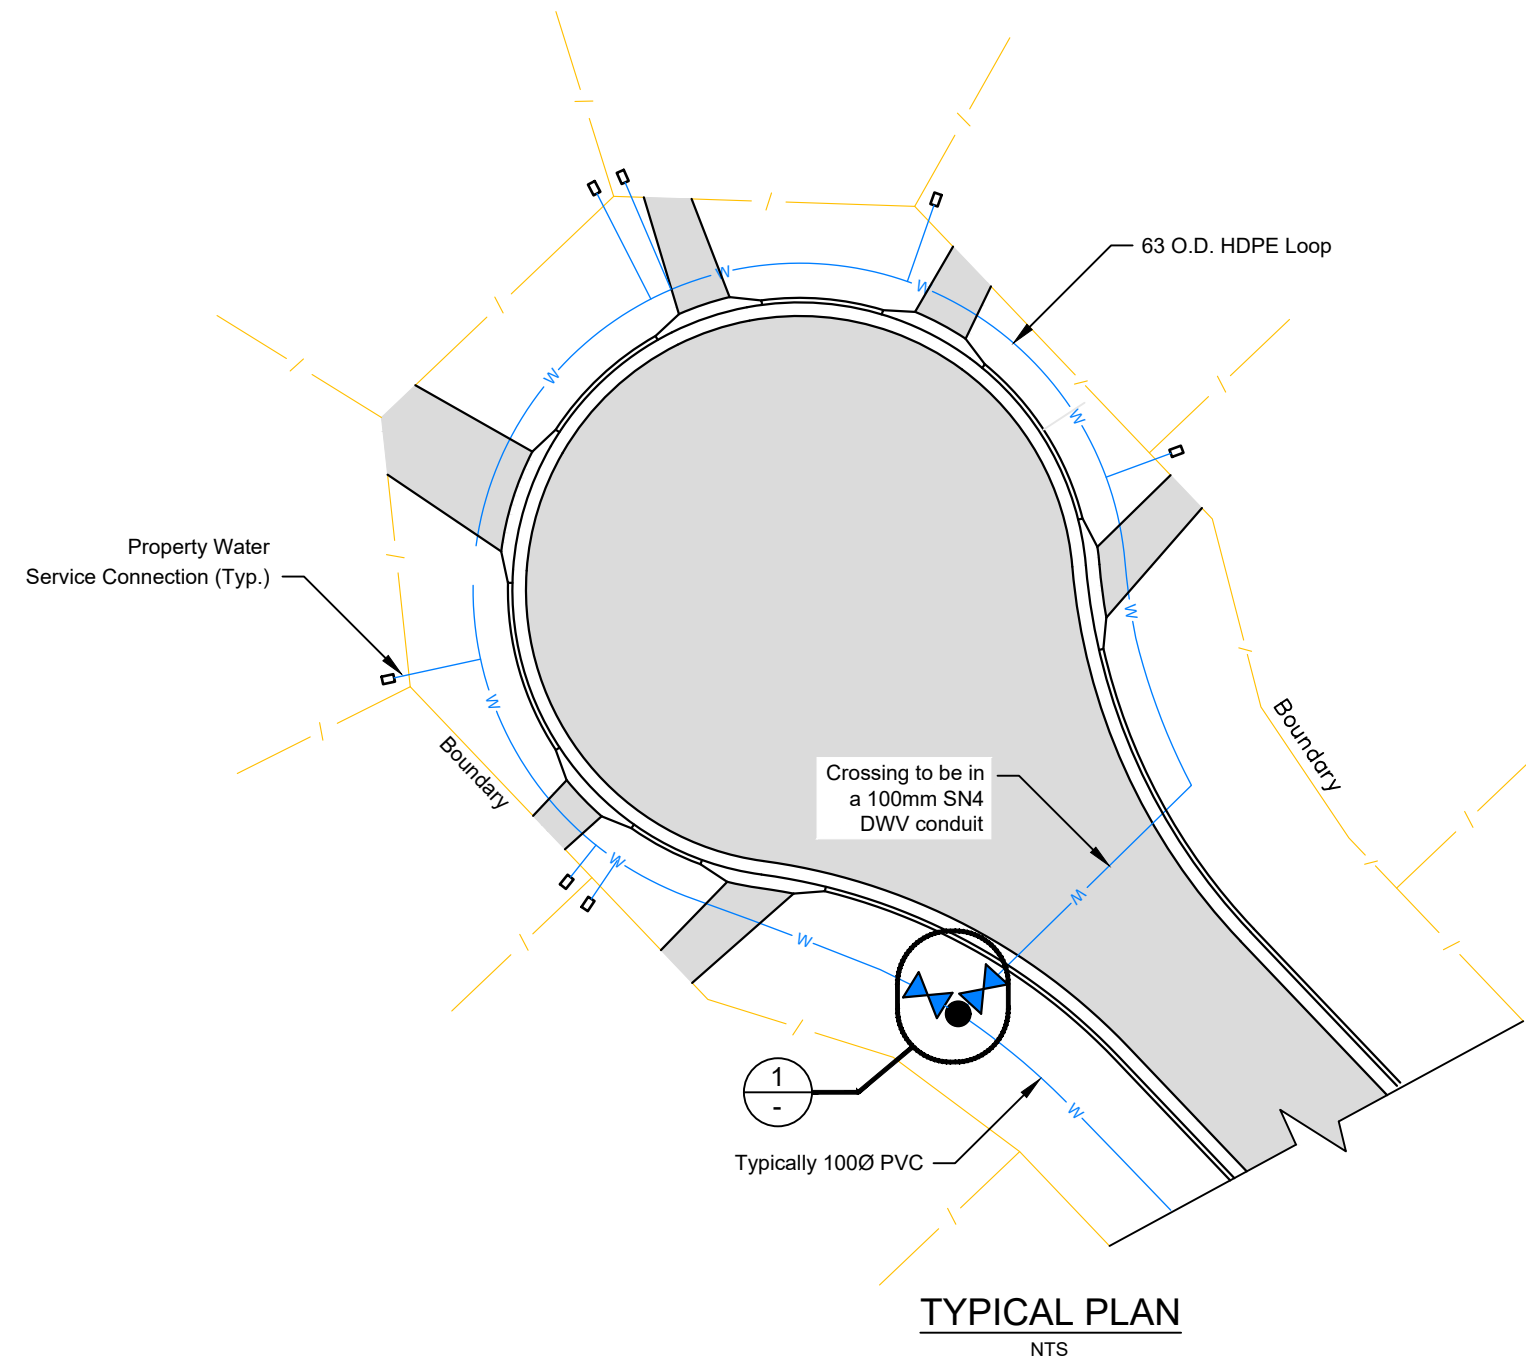 63 O.D. HDPE Loop
Property Water
Service Connection (Typ.)
Boundary
Boundary
Crossing to be in
a 100mm SN4
DWV conduit
1
-
Typically 100Ø PVC
W
W
W
W
W
W
W
W
W
W
TYPICAL PLAN
NTS